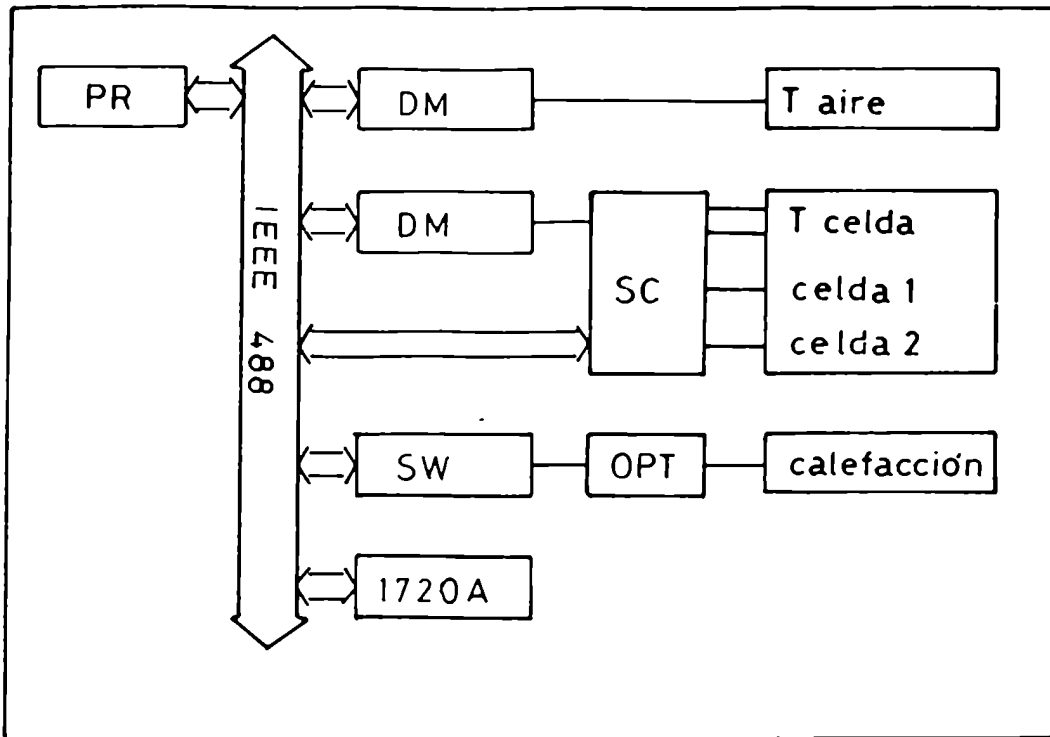 PR
DM
T aire
IEEE 488
DM
SC
T celda
celda 1
celda 2
SW
OPT
calefacción
1720A